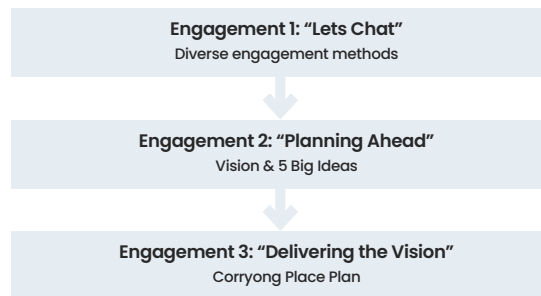 Engagement 1: “Lets Chat”
Diverse engagement methods
Engagement 2: “Planning Ahead”
Vision & 5 Big Ideas
Engagement 3: “Delivering the Vision”
Corryong Place Plan